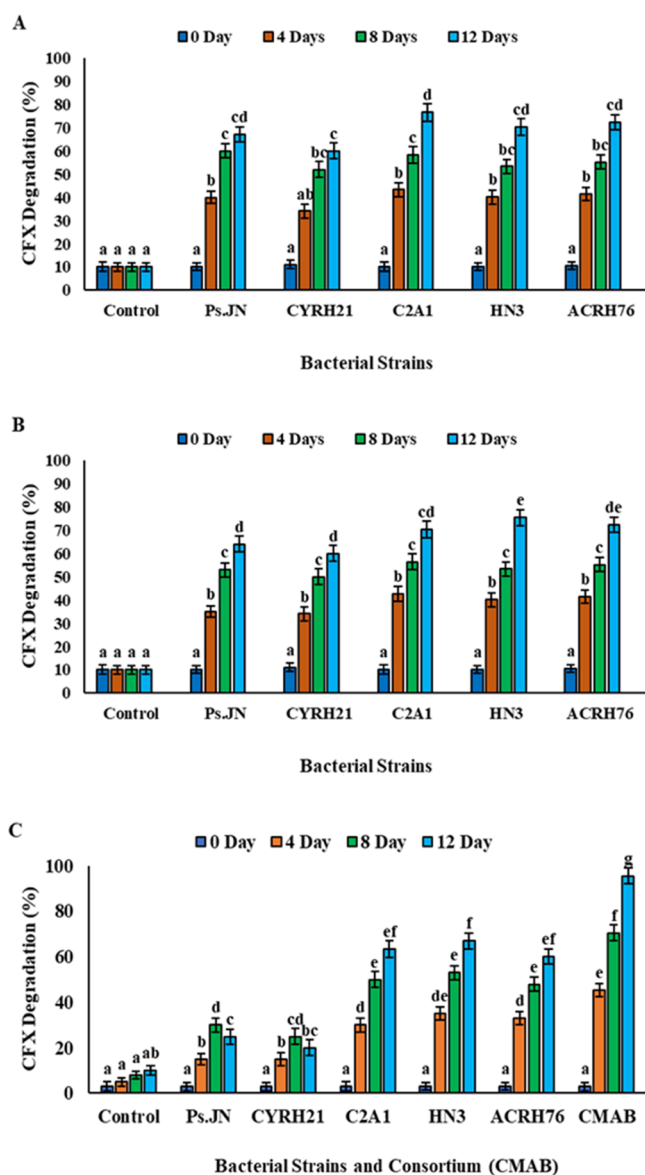 A
0 Day 4 Days 8 Days 12 Days
CFX Degradation (%)
100
90
80
70
60
50
40
30
20
10
0
a a a a
a b c cd
a ab bc c
a b c d
a b bc cd
a b bc cd
Control Ps.JN CYRH21 C2A1 HN3 ACRH76
Bacterial Strains
B
0 Day 4 Days 8 Days 12 Days
CFX Degradation (%)
100
90
80
70
60
50
40
30
20
10
0
a a a a
a b c d
a b c d
a b c cd
a b c e
a b c de
Control Ps.JN CYRH21 C2A1 HN3 ACRH76
Bacterial Strains
C
0 Day 4 Day 8 Day 12 Day
CFX Degradation (%)
100
80
60
40
20
0
a a a ab
a b d c
a b cd bc
a d e ef
a de e f
a d e ef
a e f g
Control Ps.JN CYRH21 C2A1 HN3 ACRH76 CMAB
Bacterial Strains and Consortium (CMAB)